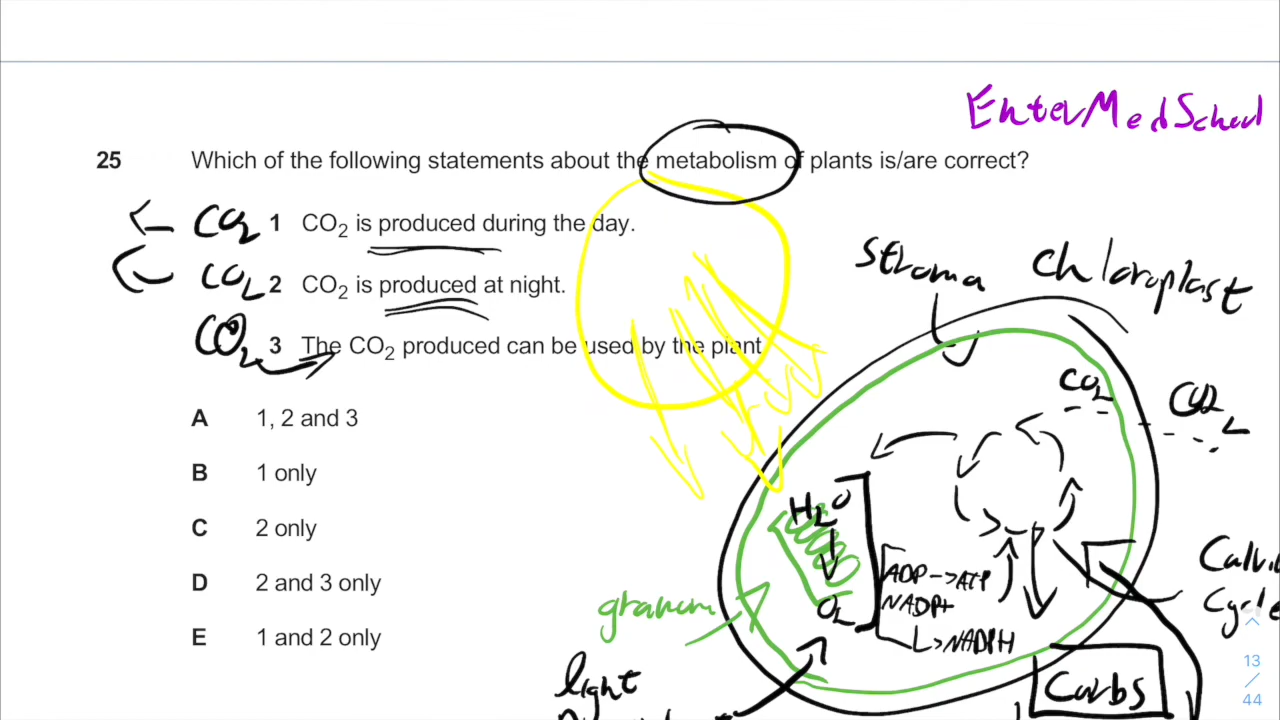 EnterMedSchool
25 Which of the following statements about the metabolism of plants is/are correct?
CO2 1 CO2 is produced during the day.
CO2 2 CO2 is produced at night.
CO2 3 The CO2 produced can be used by the plant
A 1, 2 and 3
B 1 only
C 2 only
D 2 and 3 only
E 1 and 2 only
stroma
chloroplast
CO2
CO2
H2O
O2
ADP → ATP
NADP+
NADPH
granum
Cycle
light
Carbs
13
/
44